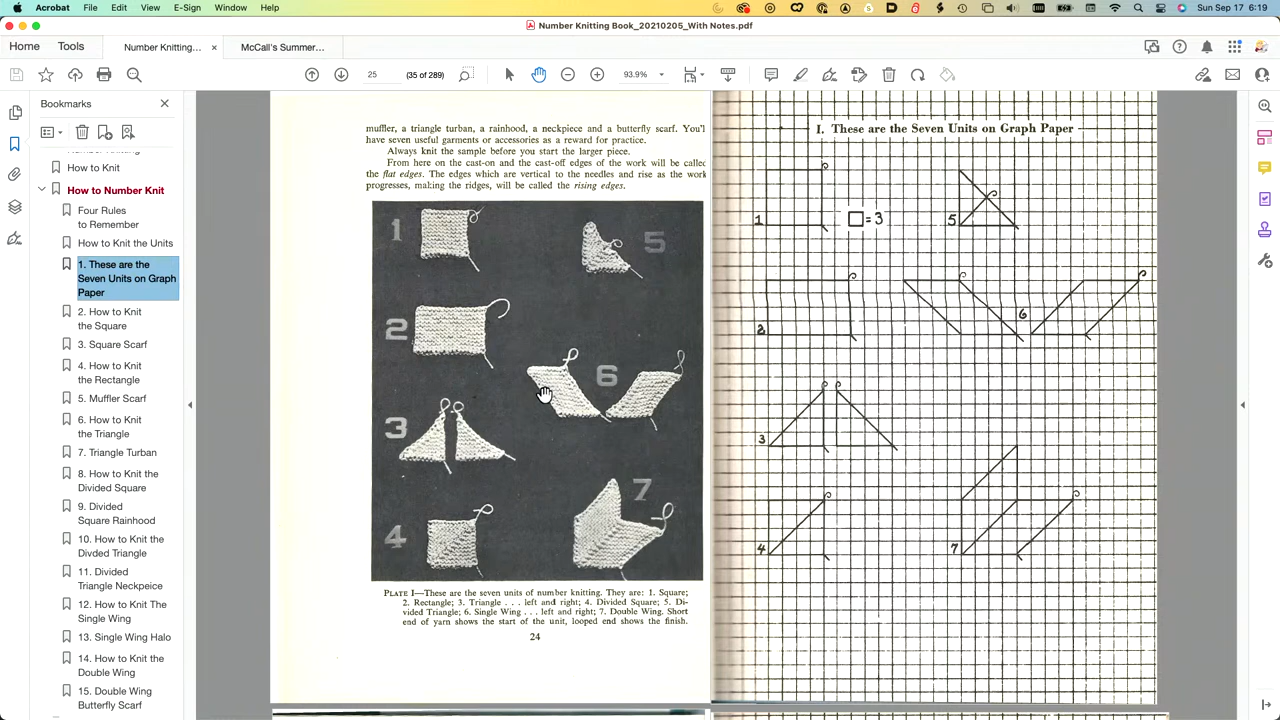 Acrobat File Edit View E-Sign Window Help Sun Sep 17 6:19
Number Knitting Book_20210205_With Notes.pdf
Home Tools Number Knitting... × McCall's Summer...
25 (35 of 289) 93.9%
Bookmarks
How to Knit
How to Number Knit
Four Rules
to Remember
How to Knit the Units
1. These are the
Seven Units on Graph
Paper
2. How to Knit
the Square
3. Square Scarf
4. How to Knit
the Rectangle
5. Muffler Scarf
6. How to Knit
the Triangle
7. Triangle Turban
8. How to Knit the
Divided Square
9. Divided
Square Rainhood
10. How to Knit the
Divded Triangle
11. Divided
Triangle Neckpeice
12. How to Knit The
Single Wing
13. Single Wing Halo
14. How to Knit the
Double Wing
15. Double Wing
Butterfly Scarf
muffler, a triangle turban, a rainhood, a neckpiece and a butterfly scarf. You'l
have seven useful garments or accessories as a reward for practice.
Always knit the sample before you start the larger piece.
From here on the cast-on and the cast-off edges of the work will be called
the flat edges. The edges which are vertical to the needles and rise as the work
progresses, making the ridges, will be called the rising edges.
1
5
2
6
3
7
4
PLATE I—These are the seven units of number knitting. They are: 1. Square;
2. Rectangle; 3. Triangle . . . left and right; 4. Divided Square; 5. Di-
vided Triangle; 6. Single Wing . . . left and right; 7. Double Wing. Short
end of yarn shows the start of the unit, looped end shows the finish.
24
I. These are the Seven Units on Graph Paper
1
= 3
5
2
6
3
4
7